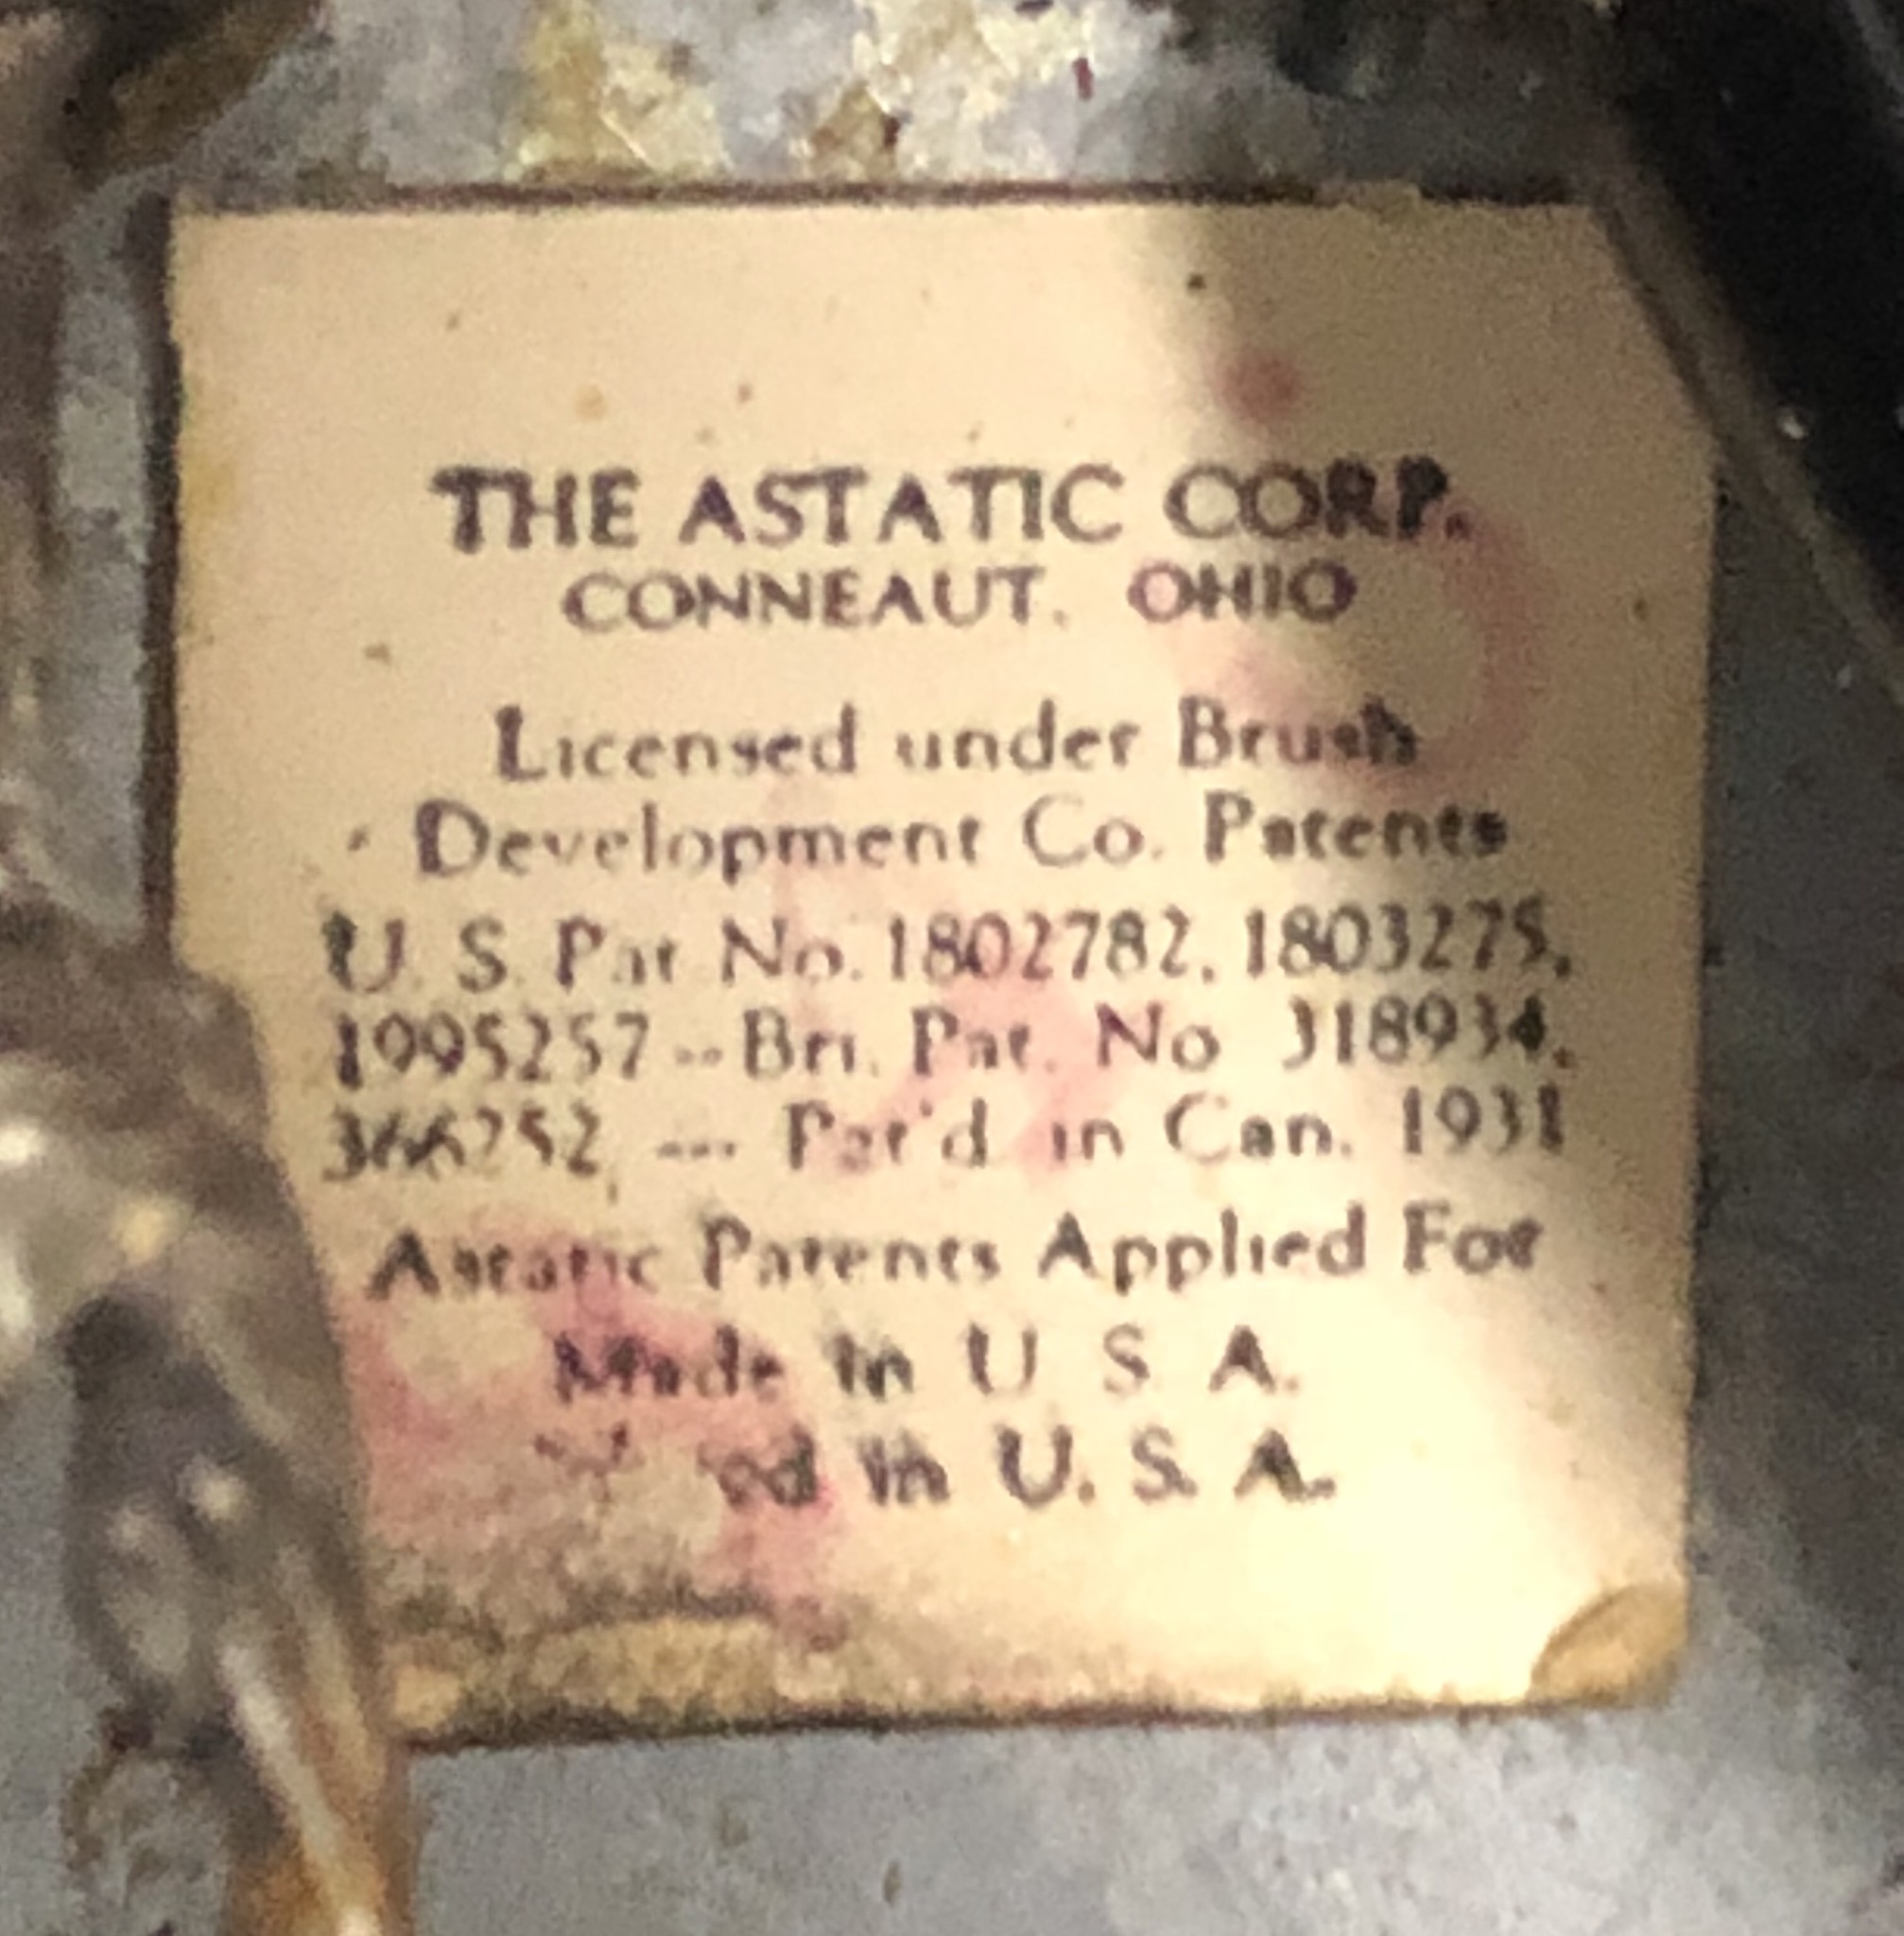 THE ASTATIC CORP.
CONNEAUT, OHIO
Licensed under Brush
Development Co. Patents
U. S. Pat No. 1802782, 1803275,
1995257 -- Bri. Pat. No 318934,
366252, --- Pat'd in Can. 1931
Astatic Patents Applied For
Made in U S A.
in U. S. A.